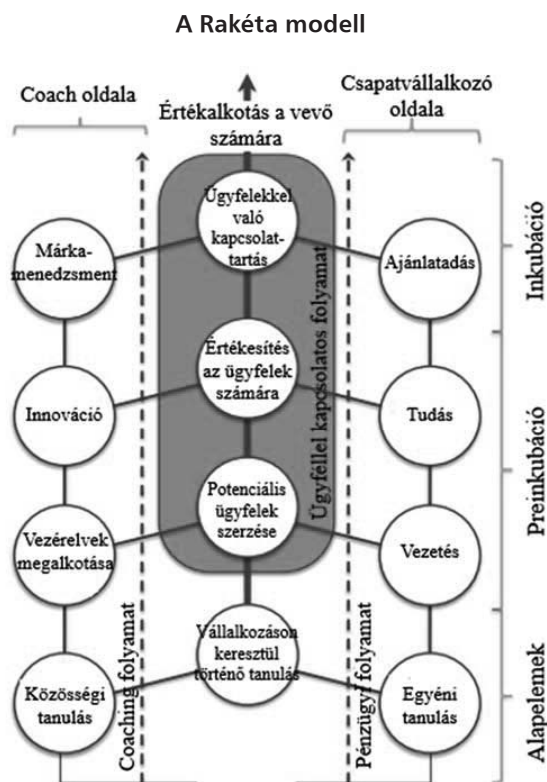 A Rakéta modell
Coach oldala
Értékalkotás a vevő
számára
Csapatvállalkozó
oldala
Ügyfelekkel
való
kapcsolat-
tartás
Márka-
menedzsment
Ajánlatadás
Inkubáció
Értékesítés
az ügyfelek
számára
Innováció
Tudás
Ügyféllel kapcsolatos folyamat
Preinkubáció
Potenciális
ügyfelek
szerzése
Vezérelvek
megalkotása
Vezetés
Vállalkozáson
keresztül
történő tanulás
Közösségi
tanulás
Coaching folyamat
Pénzügyi folyamat
Egyéni
tanulás
Alapelemek